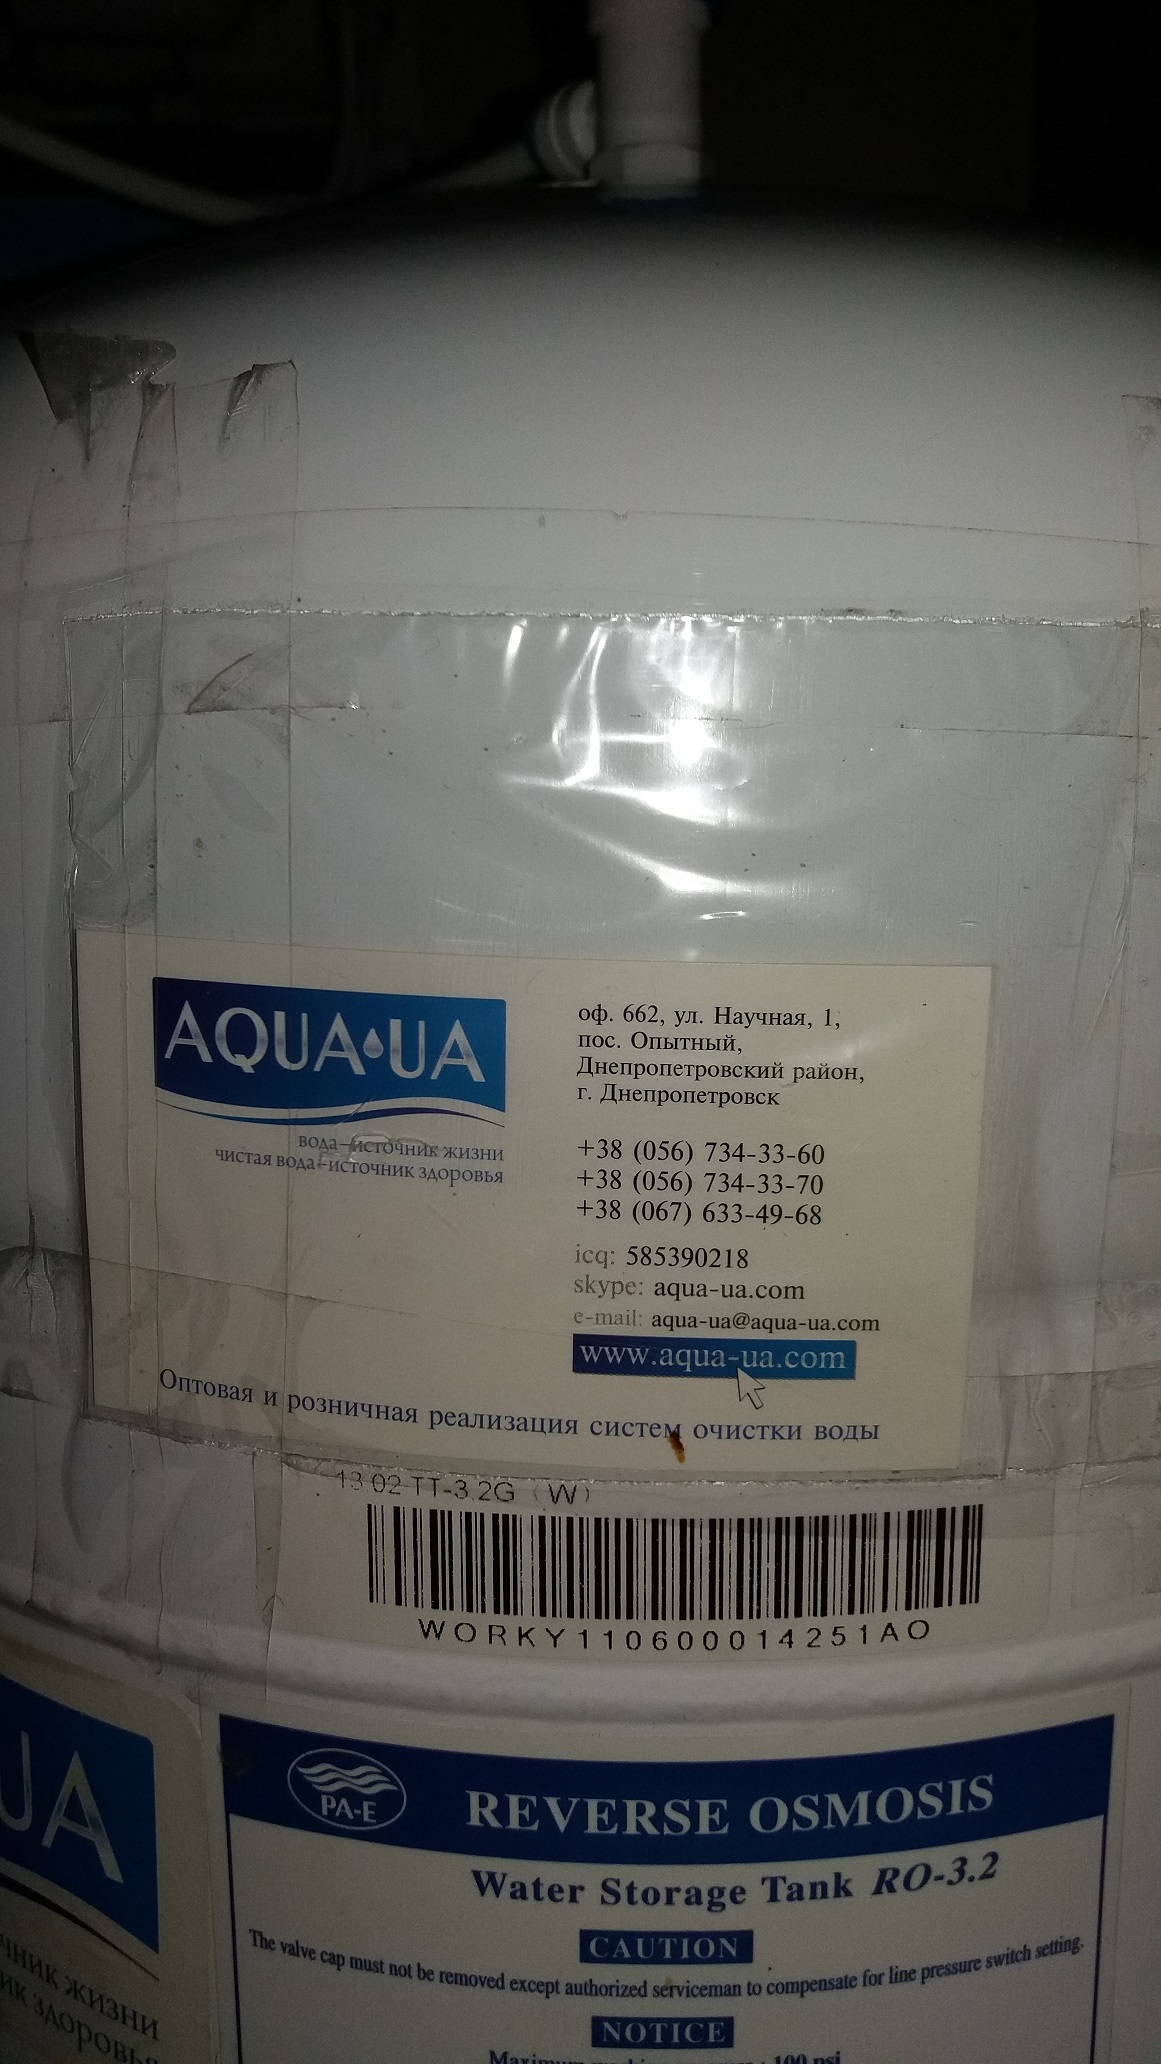 AQUA UA
вода–источник жизни
чистая вода–источник здоровья
оф. 662, ул. Научная, 1,
пос. Опытный,
Днепропетровский район,
г. Днепропетровск
+38 (056) 734-33-60
+38 (056) 734-33-70
+38 (067) 633-49-68
icq: 585390218
skype: aqua-ua.com
e-mail: aqua-ua@aqua-ua.com
www.aqua-ua.com
Оптовая и розничная реализация систем очистки воды
13 02 TT-3.2G (W)
WORKY110600014251AO
UA
жизни
PA-E
REVERSE OSMOSIS
Water Storage Tank RO-3.2
CAUTION
The valve cap must not be removed except authorized serviceman to compensate for line pressure switch setting.
NOTICE
100 psi